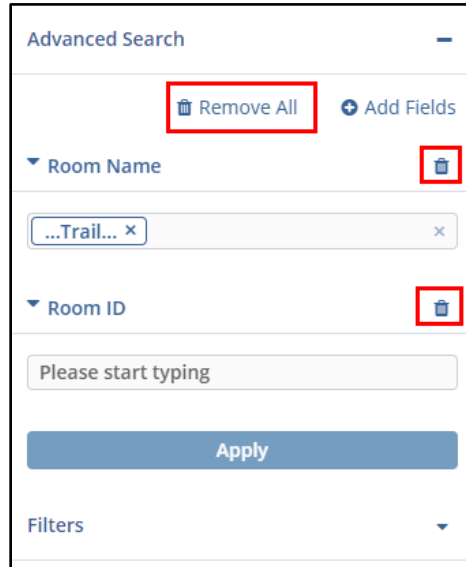 Advanced Search
Remove All Add Fields
Room Name
...Trail... ×
Room ID
Please start typing
Apply
Filters